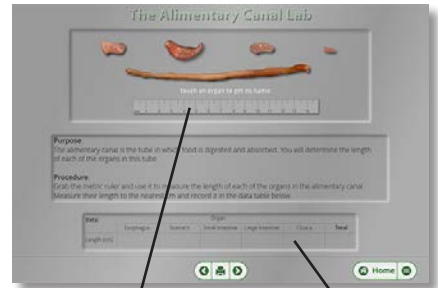 The Alimentary Canal Lab
Touch an organ to get its name.
Purpose:
The alimentary canal is the tube in which food is digested and absorbed. You will determine the length
of each of the organs in this tube.
Procedure:
Grab the metric ruler and use it to measure the length of each of the organs in the alimentary canal.
Measure their length to the nearest cm and record it in the data table below.
Data:
Organ
Esophagus Stomach Small Intestine Large Intestine Cloaca Total
Length (cm)
Home